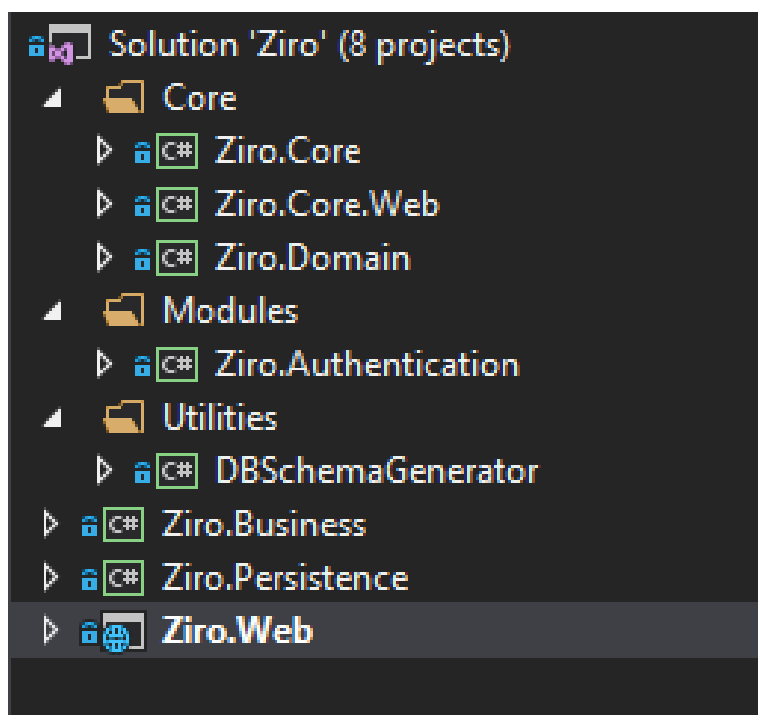 Solution 'Ziro' (8 projects)
Core
C# Ziro.Core
C# Ziro.Core.Web
C# Ziro.Domain
Modules
C# Ziro.Authentication
Utilities
C# DBSchemaGenerator
C# Ziro.Business
C# Ziro.Persistence
Ziro.Web